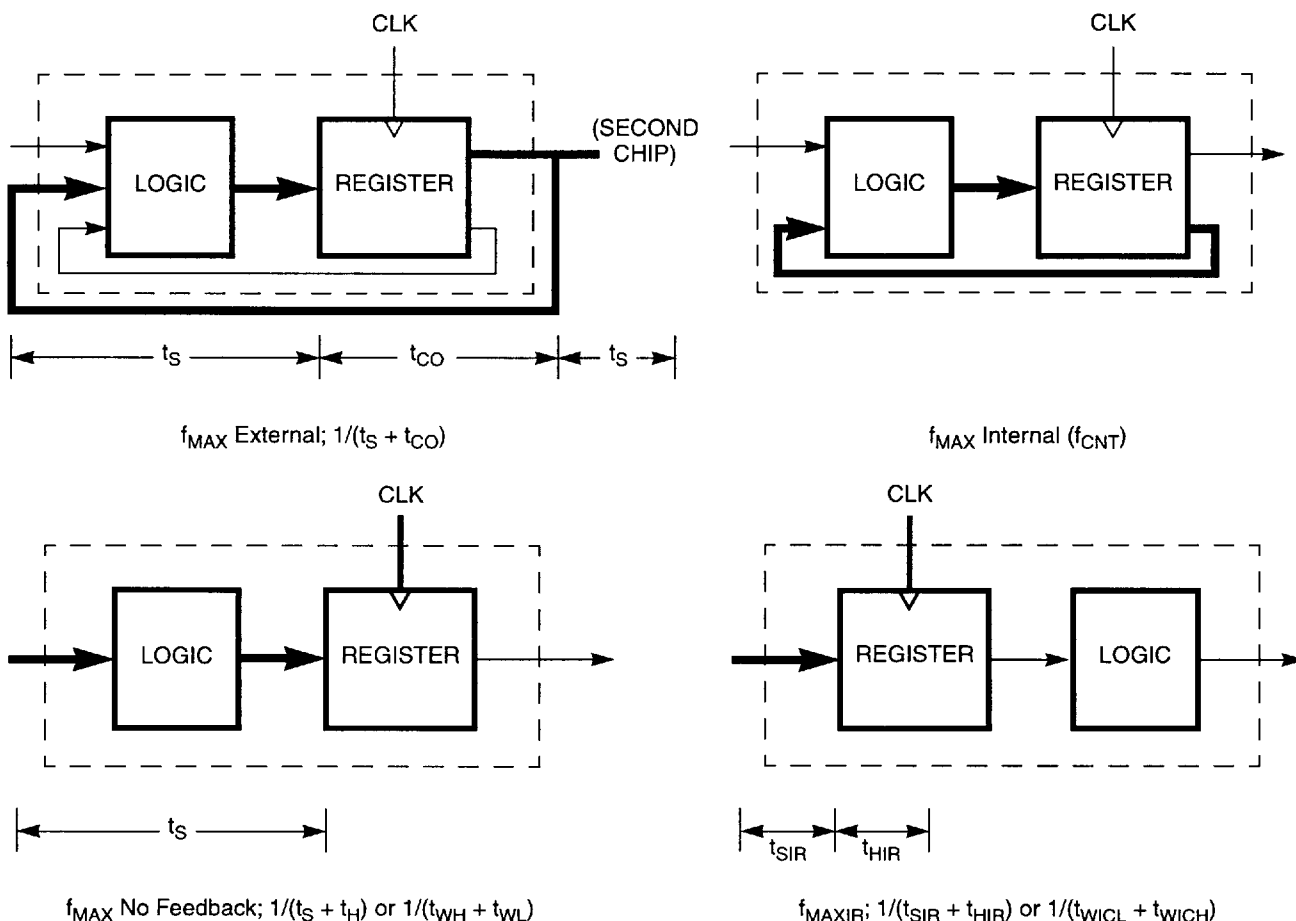 CLK
(SECOND
CHIP)
LOGIC
REGISTER
tS
tCO
tS
fMAX External; 1/(tS + tCO)
CLK
LOGIC
REGISTER
fMAX Internal (fCNT)
CLK
LOGIC
REGISTER
tS
fMAX No Feedback; 1/(tS + tH) or 1/(tWH + tWL)
CLK
REGISTER
LOGIC
tSIR
tHIR
fMAXIR; 1/(tSIR + tHIR) or 1/(tWICL + tWICH)